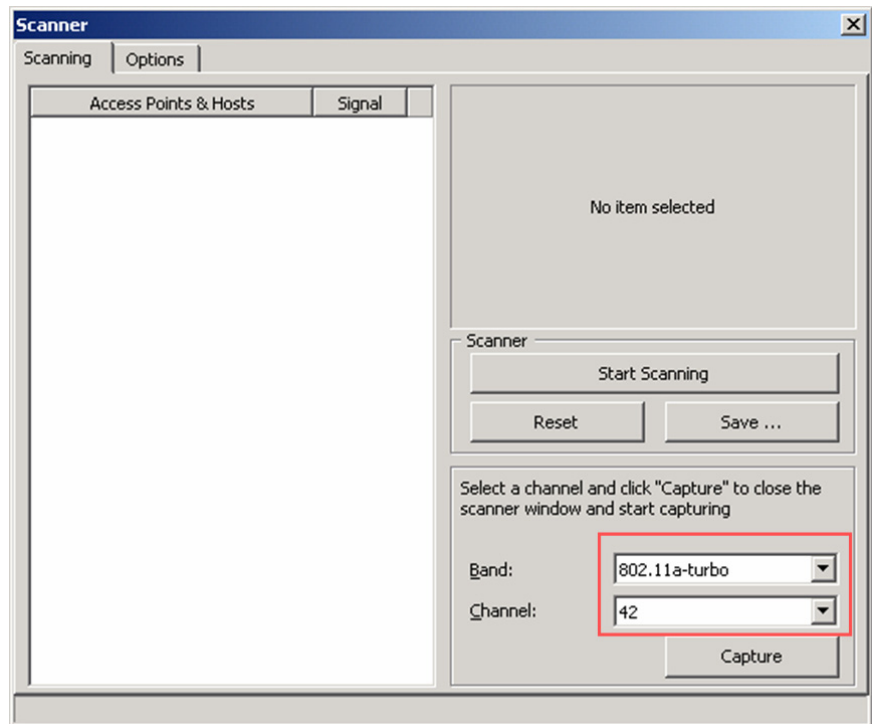 Scanner
Scanning
Options
Access Points & Hosts
Signal
No item selected
Scanner
Start Scanning
Reset
Save ...
Select a channel and click "Capture" to close the
scanner window and start capturing
Band:
802.11a-turbo
Channel:
42
Capture